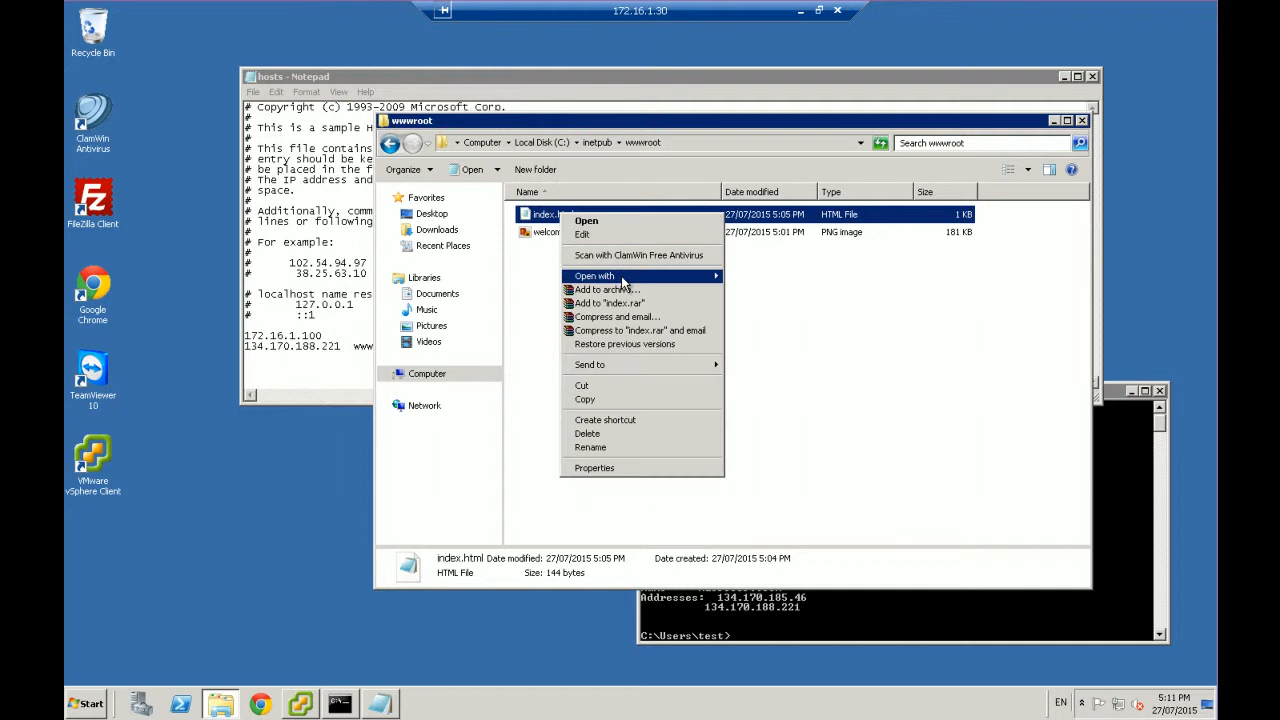 172.16.1.30
Recycle Bin
ClamWin
Antivirus
FileZilla Client
Google
Chrome
TeamViewer
10
VMware
vSphere Client
hosts - Notepad
File Edit Format View Help
# Copyright (c) 1993-2009 Microsoft Corp.
#
# This is a sample H
#
# This file contains
# entry should be ke
# be placed in the f
# The IP address and
# space.
#
# Additionally, comm
# lines or following
#
# For example:
#
# 102.54.94.97
# 38.25.63.10
# localhost name res
# 127.0.0.1
# ::1
172.16.1.100
134.170.188.221 www
wwwroot
Computer Local Disk (C:) inetpub wwwroot
Search wwwroot
Organize Open New folder
Favorites
Desktop
Downloads
Recent Places
Libraries
Documents
Music
Pictures
Videos
Computer
Network
Name Date modified Type Size
index.h 27/07/2015 5:05 PM HTML File 1 KB
welcom 27/07/2015 5:01 PM PNG image 181 KB
Open
Edit
Scan with ClamWin Free Antivirus
Open with
Add to archive...
Add to "index.rar"
Compress and email...
Compress to "index.rar" and email
Restore previous versions
Send to
Cut
Copy
Create shortcut
Delete
Rename
Properties
index.html Date modified: 27/07/2015 5:05 PM Date created: 27/07/2015 5:04 PM
HTML File Size: 144 bytes
Addresses: 134.170.185.46
134.170.188.221
C:\Users\test>
Start
EN
5:11 PM
27/07/2015